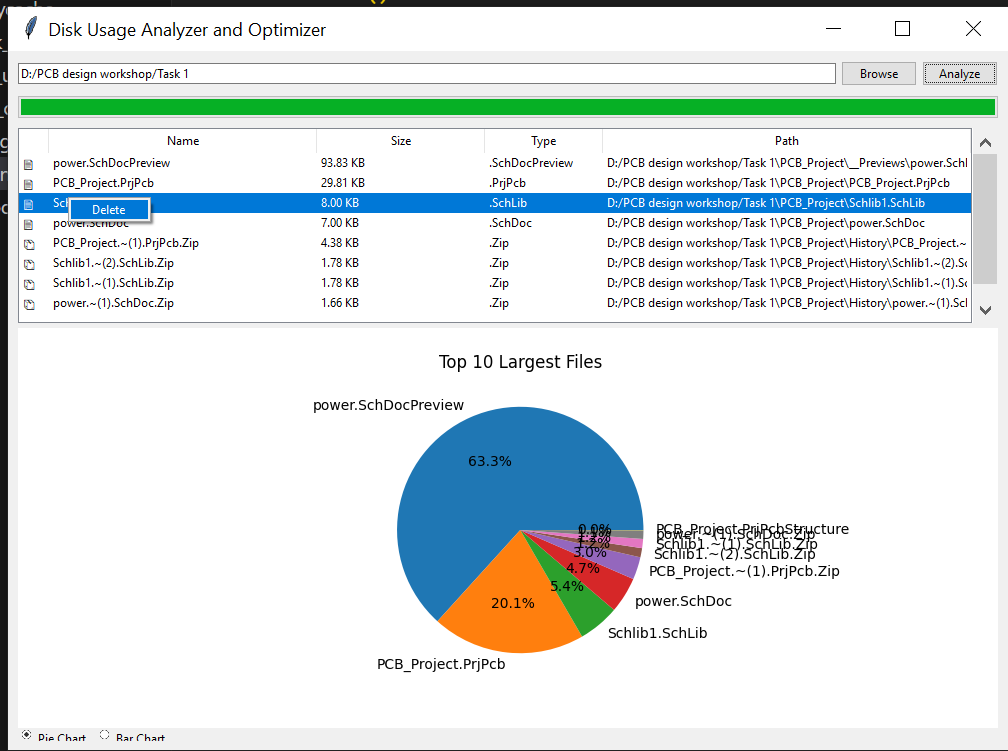 Disk Usage Analyzer and Optimizer
D:/PCB design workshop/Task 1 Browse Analyze
Name Size Type Path
power.SchDocPreview 93.83 KB .SchDocPreview D:/PCB design workshop/Task 1\PCB_Project\__Previews\power.Schl
PCB_Project.PrjPcb 29.81 KB .PrjPcb D:/PCB design workshop/Task 1\PCB_Project\PCB_Project.PrjPcb
Scl 8.00 KB .SchLib D:/PCB design workshop/Task 1\PCB_Project\Schlib1.SchLib
Delete
power.SchDoc 7.00 KB .SchDoc D:/PCB design workshop/Task 1\PCB_Project\power.SchDoc
PCB_Project.~(1).PrjPcb.Zip 4.38 KB .Zip D:/PCB design workshop/Task 1\PCB_Project\History\PCB_Project.~
Schlib1.~(2).SchLib.Zip 1.78 KB .Zip D:/PCB design workshop/Task 1\PCB_Project\History\Schlib1.~(2).Sc
Schlib1.~(1).SchLib.Zip 1.78 KB .Zip D:/PCB design workshop/Task 1\PCB_Project\History\Schlib1.~(1).Sc
power.~(1).SchDoc.Zip 1.66 KB .Zip D:/PCB design workshop/Task 1\PCB_Project\History\power.~(1).Scl
Top 10 Largest Files
power.SchDocPreview
63.3%
0.0% PCB_Project.PrjPcbStructure
power.~(1).SchDoc.Zip
Schlib1.~(1).SchLib.Zip
1.2% Schlib1.~(2).SchLib.Zip
3.0% PCB_Project.~(1).PrjPcb.Zip
4.7% power.SchDoc
5.4% Schlib1.SchLib
20.1%
PCB_Project.PrjPcb
Pie Chart Bar Chart